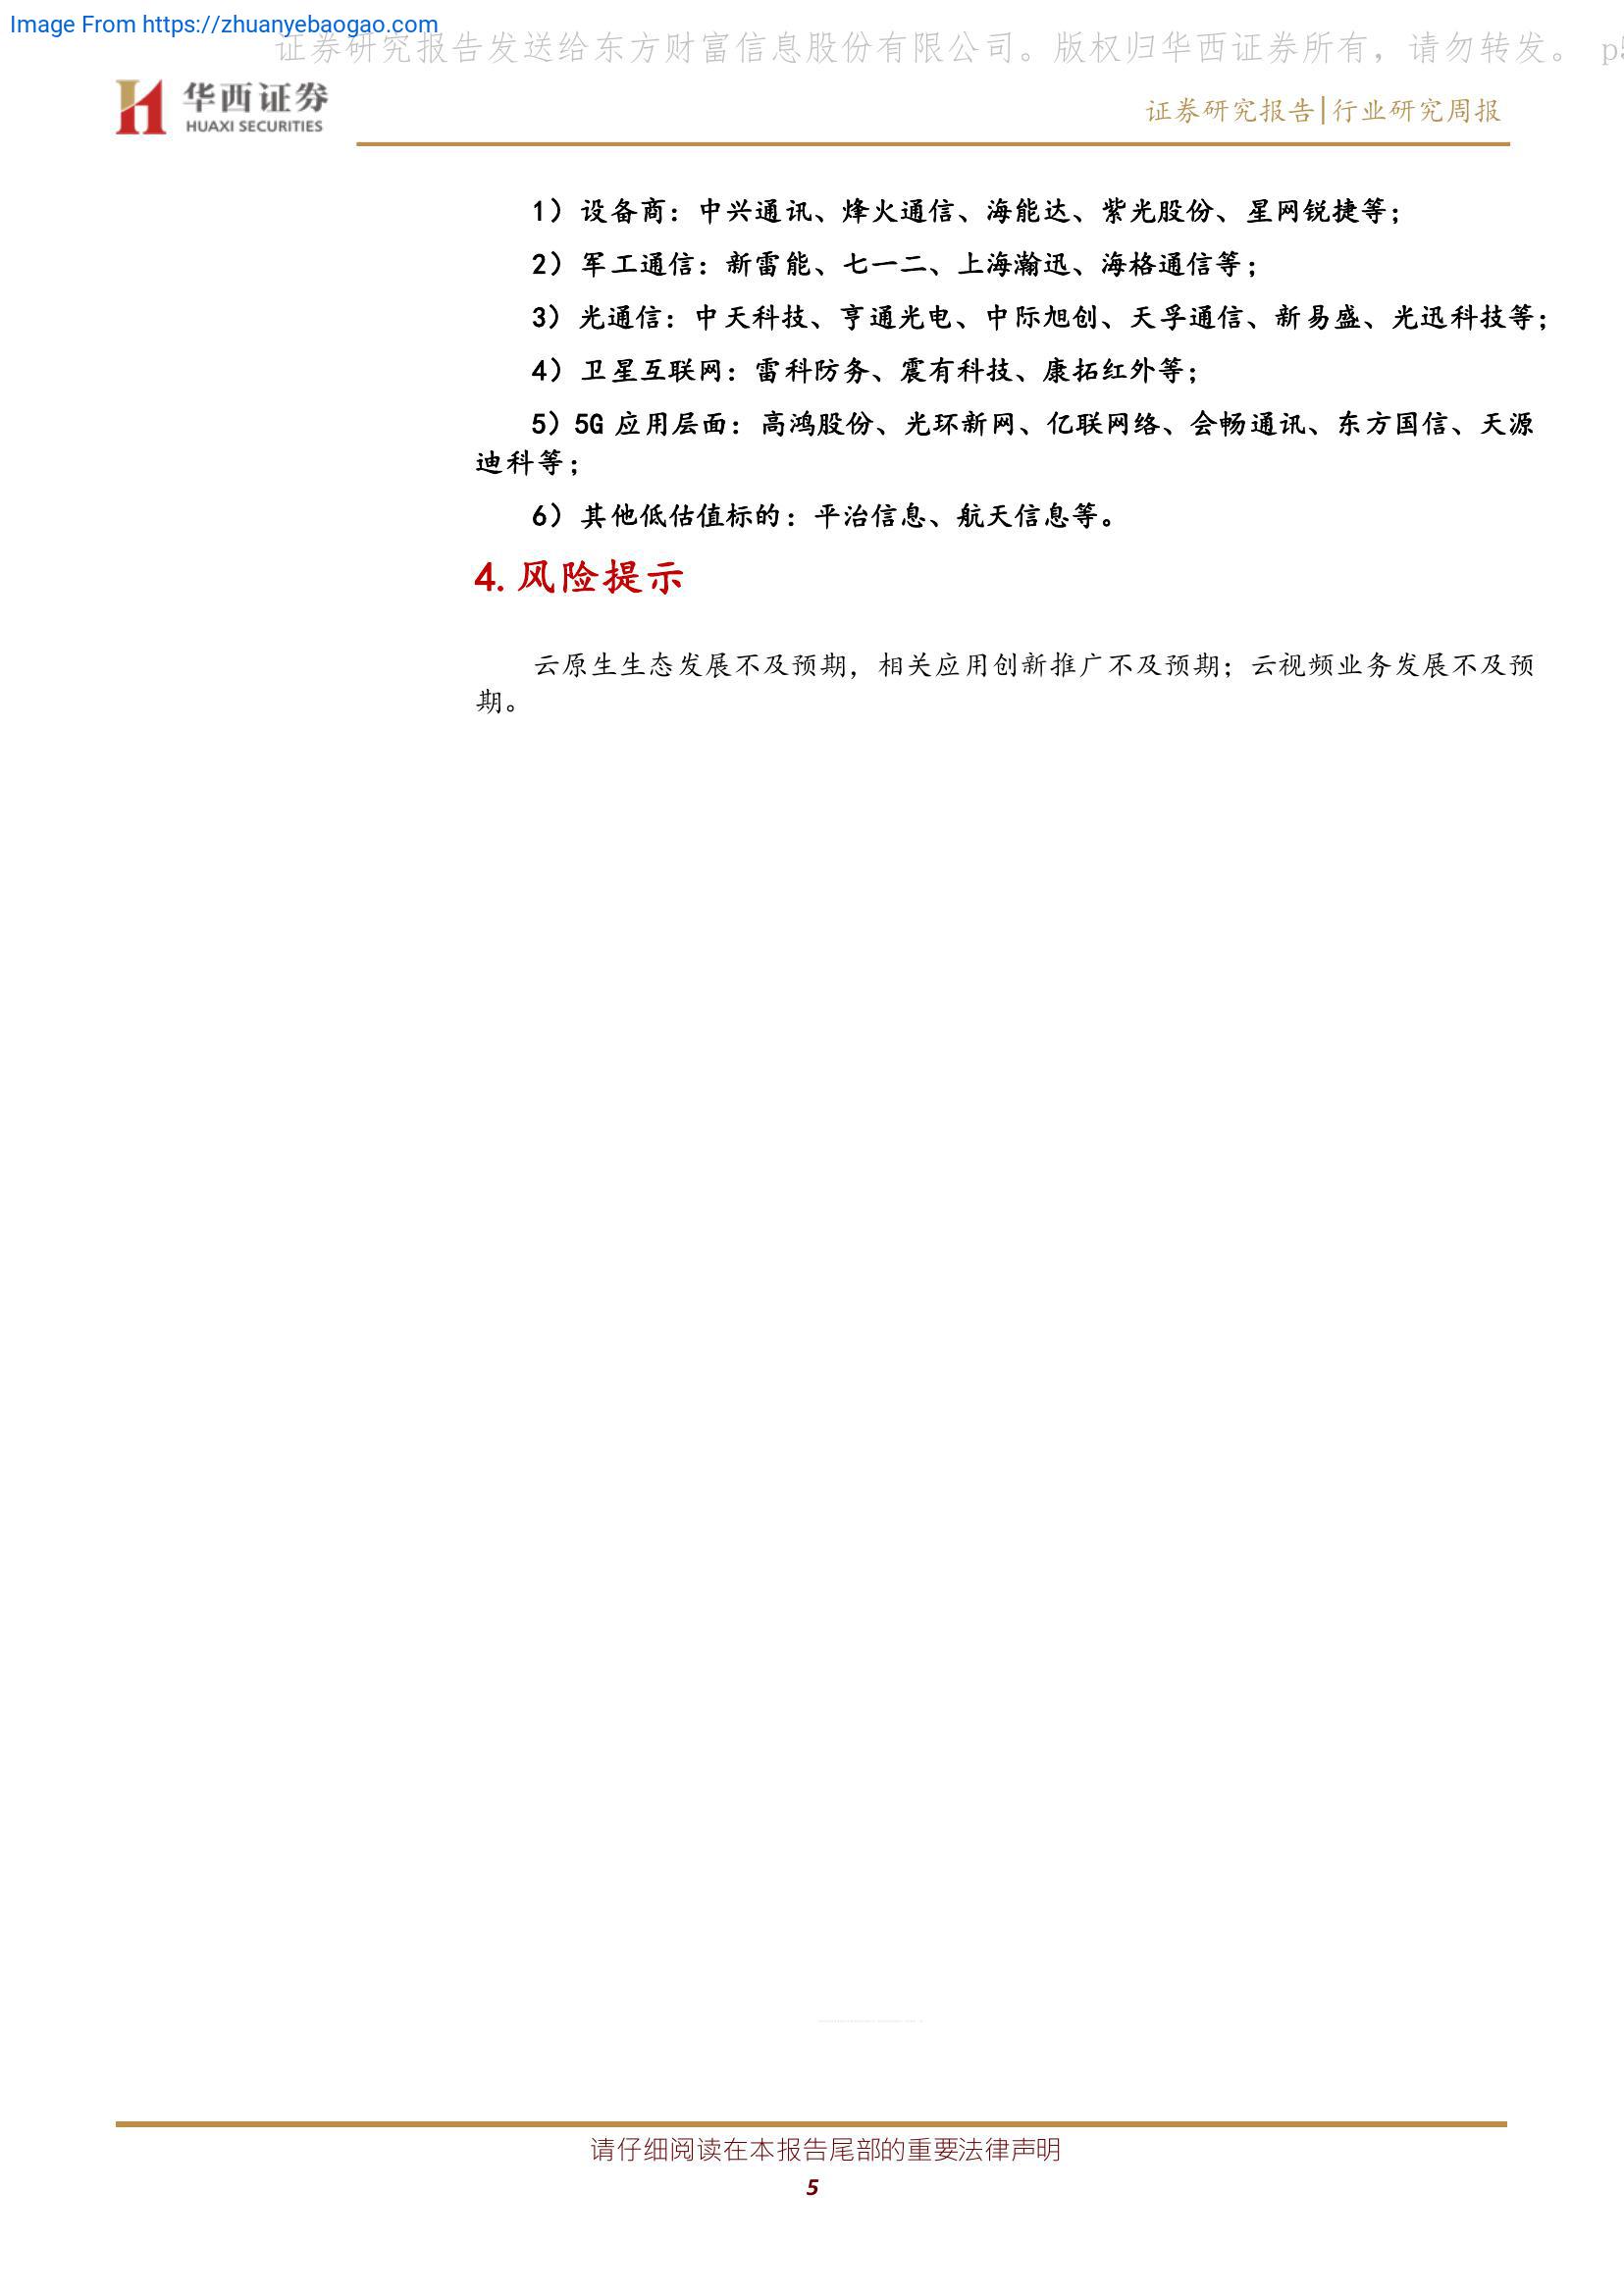 Image From https://zhuanyebaogao.com
证券研究报告发送给东方财富信息股份有限公司。版权归华西证券所有，请勿转发。 p5
华西证券
HUAXI SECURITIES
证券研究报告|行业研究周报
1）设备商：中兴通讯、烽火通信、海能达、紫光股份、星网锐捷等；
2）军工通信：新雷能、七一二、上海瀚迅、海格通信等；
3）光通信：中天科技、亨通光电、中际旭创、天孚通信、新易盛、光迅科技等；
4）卫星互联网：雷科防务、震有科技、康拓红外等；
5）5G 应用层面：高鸿股份、光环新网、亿联网络、会畅通讯、东方国信、天源
迪科等；
6）其他低估值标的：平治信息、航天信息等。
4. 风险提示
云原生生态发展不及预期，相关应用创新推广不及预期；云视频业务发展不及预
期。
请仔细阅读在本报告尾部的重要法律声明
5